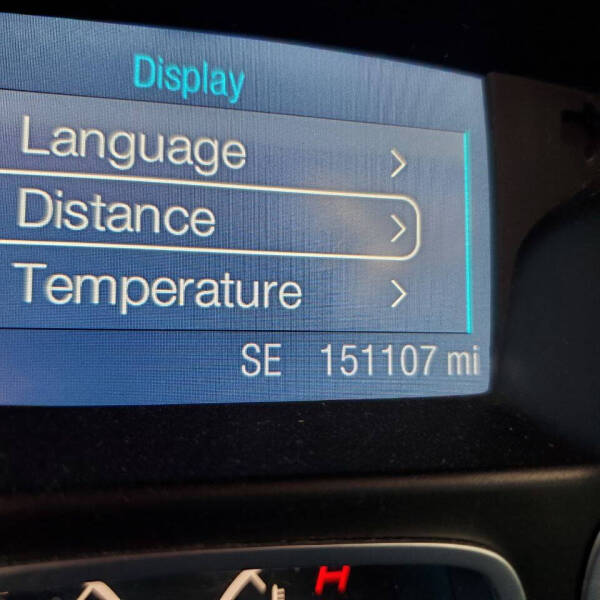 Display
Language
Distance
Temperature
SE 151107 mi
H